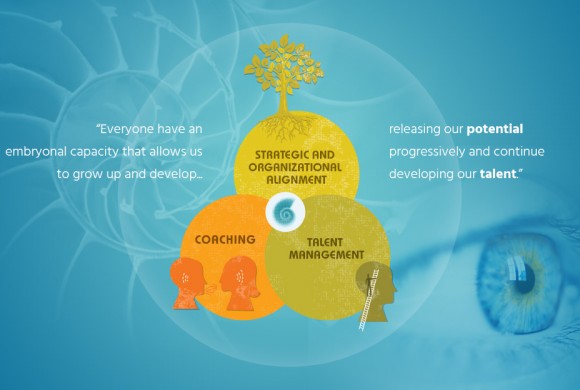 “Everyone have an
embryonal capacity that allows us
to grow up and develop...
releasing our potential
progressively and continue
developing our talent.”
STRATEGIC AND
ORGANIZATIONAL
ALIGNMENT
COACHING
TALENT
MANAGEMENT